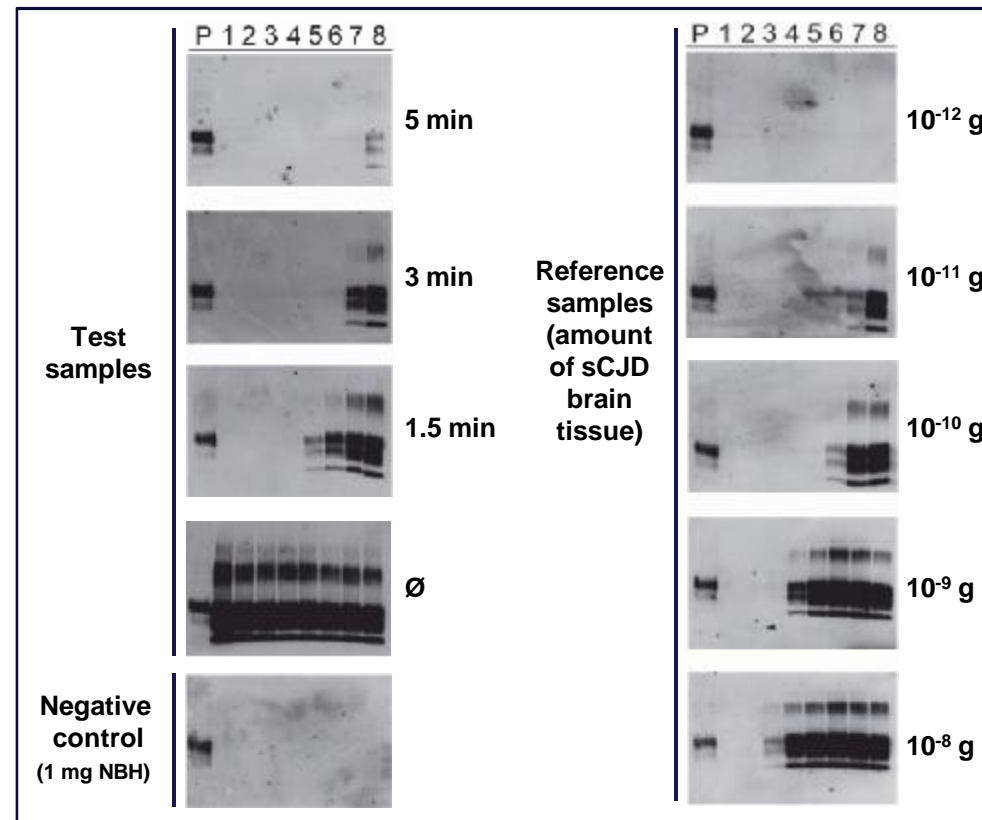 P 1 2 3 4 5 6 7 8
5 min
3 min
Test
samples
1.5 min
Ø
Negative
control
(1 mg NBH)
P 1 2 3 4 5 6 7 8
10⁻¹² g
Reference
samples
(amount
of sCJD
brain
tissue)
10⁻¹¹ g
10⁻¹⁰ g
10⁻⁹ g
10⁻⁸ g